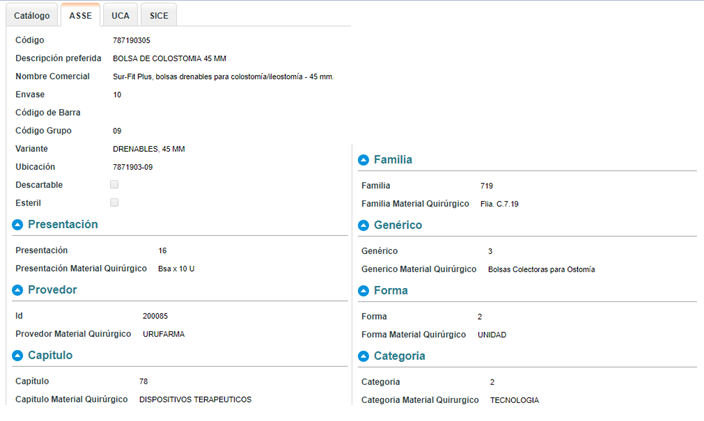 Catálogo ASSE UCA SICE
Código 787190305
Descripción preferida BOLSA DE COLOSTOMIA 45 MM
Nombre Comercial Sur-Fit Plus, bolsas drenables para colostomía/ileostomía - 45 mm.
Envase 10
Código de Barra
Código Grupo 09
Variante DRENABLES, 45 MM
Ubicación 7871903-09
Descartable
Esteril
Presentación
Presentación 16
Presentación Material Quirúrgico Bsa x 10 U
Provedor
Id 200085
Provedor Material Quirúrgico URUFARMA
Capítulo
Capítulo 78
Capitulo Material Quirúrgico DISPOSITIVOS TERAPEUTICOS
Familia
Familia 719
Familia Material Quirúrgico Flia. C.7.19
Genérico
Genérico 3
Generico Material Quirúrgico Bolsas Colectoras para Ostomía
Forma
Forma 2
Forma Material Quirúrgico UNIDAD
Categoria
Categoria 2
Categoria Material Quirurgico TECNOLOGIA